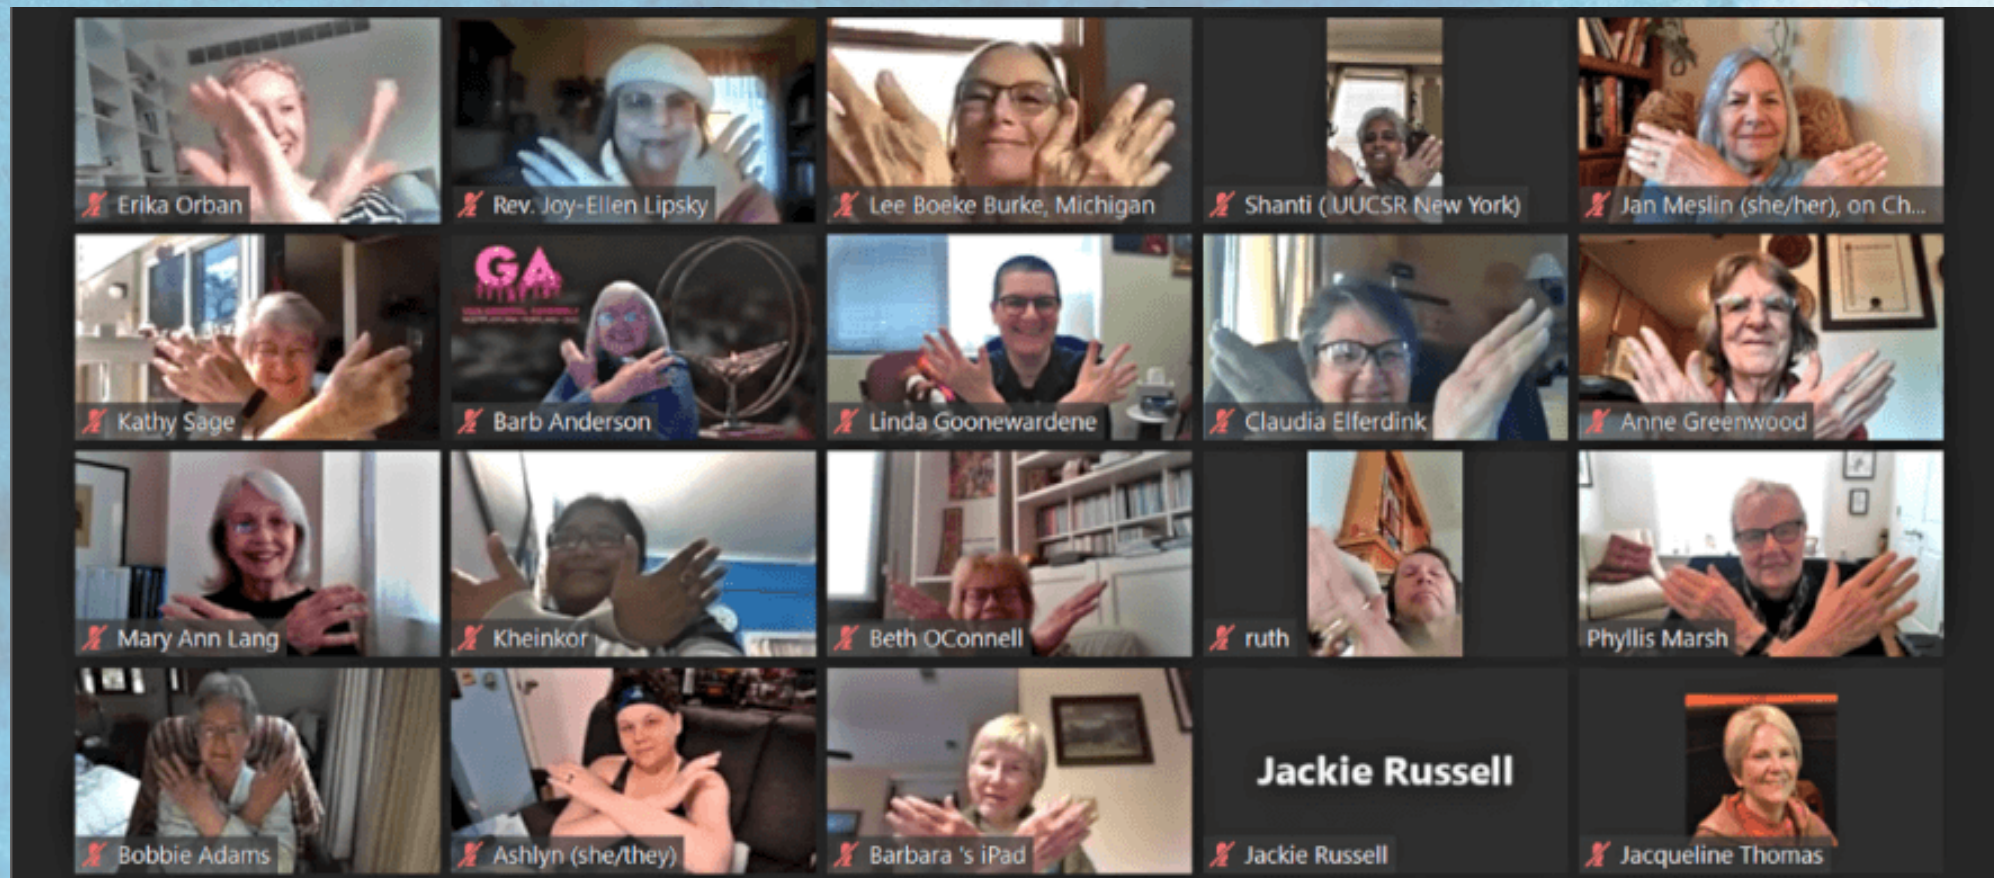 Erika Orban
Rev. Joy-Ellen Lipsky
Lee Boeke Burke, Michigan
Shanti ( UUCSR New York)
Jan Meslin (she/her), on Ch...
Kathy Sage
GA
Barb Anderson
Linda Goonewardene
Claudia Elferdink
Anne Greenwood
Mary Ann Lang
Kheinkor
Beth OConnell
ruth
Phyllis Marsh
Bobbie Adams
Ashlyn (she/they)
Barbara 's iPad
Jackie Russell
Jackie Russell
Jacqueline Thomas